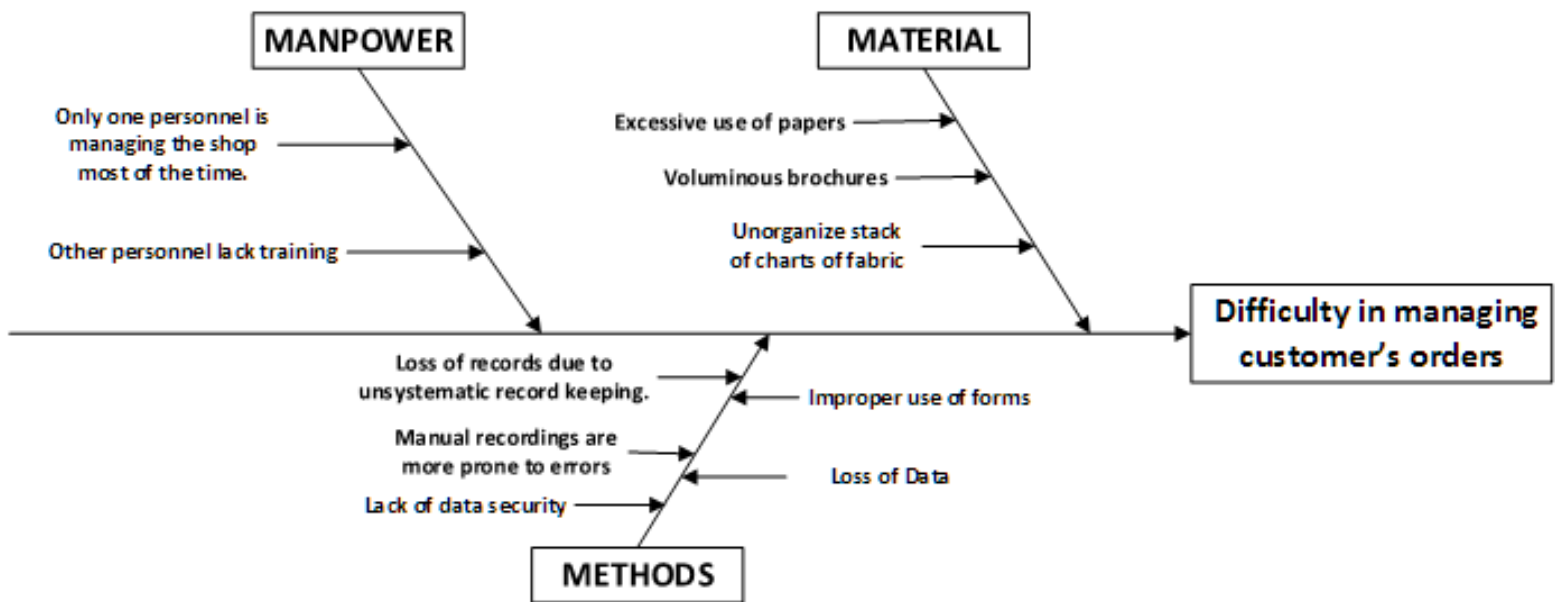 MANPOWER
MATERIAL
Only one personnel is
managing the shop
most of the time.
Other personnel lack training
Excessive use of papers
Voluminous brochures
Unorganize stack
of charts of fabric
Difficulty in managing
customer's orders
Loss of records due to
unsystematic record keeping.
Improper use of forms
Manual recordings are
more prone to errors
Loss of Data
Lack of data security
METHODS